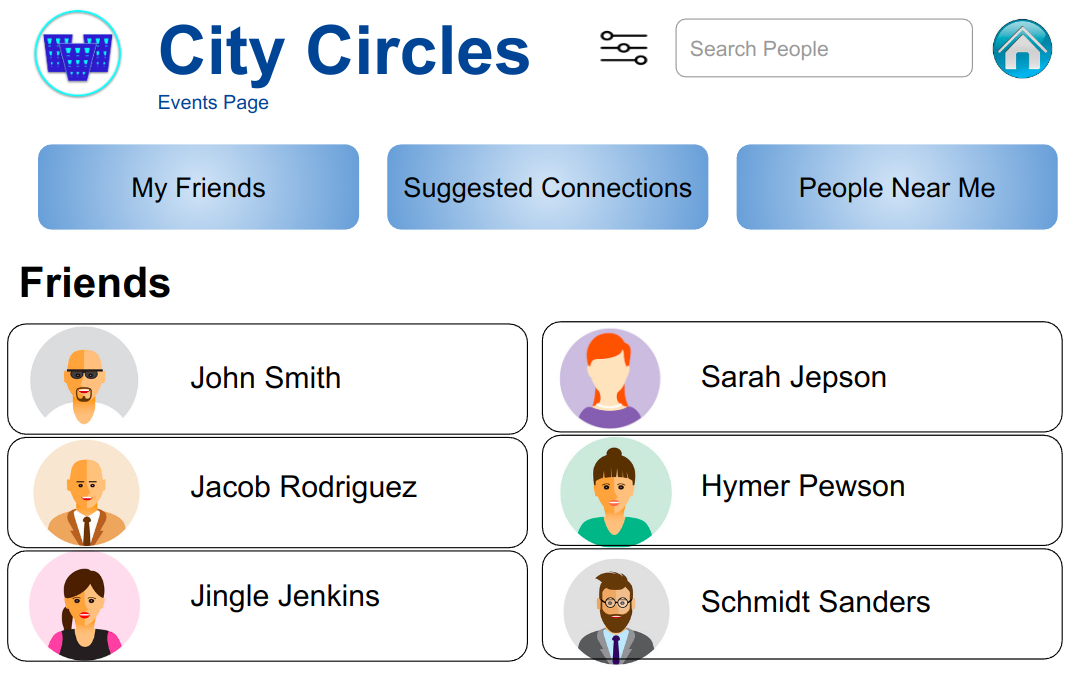 City Circles
Search People
Events Page
My Friends
Suggested Connections
People Near Me
Friends
John Smith
Sarah Jepson
Jacob Rodriguez
Hymer Pewson
Jingle Jenkins
Schmidt Sanders